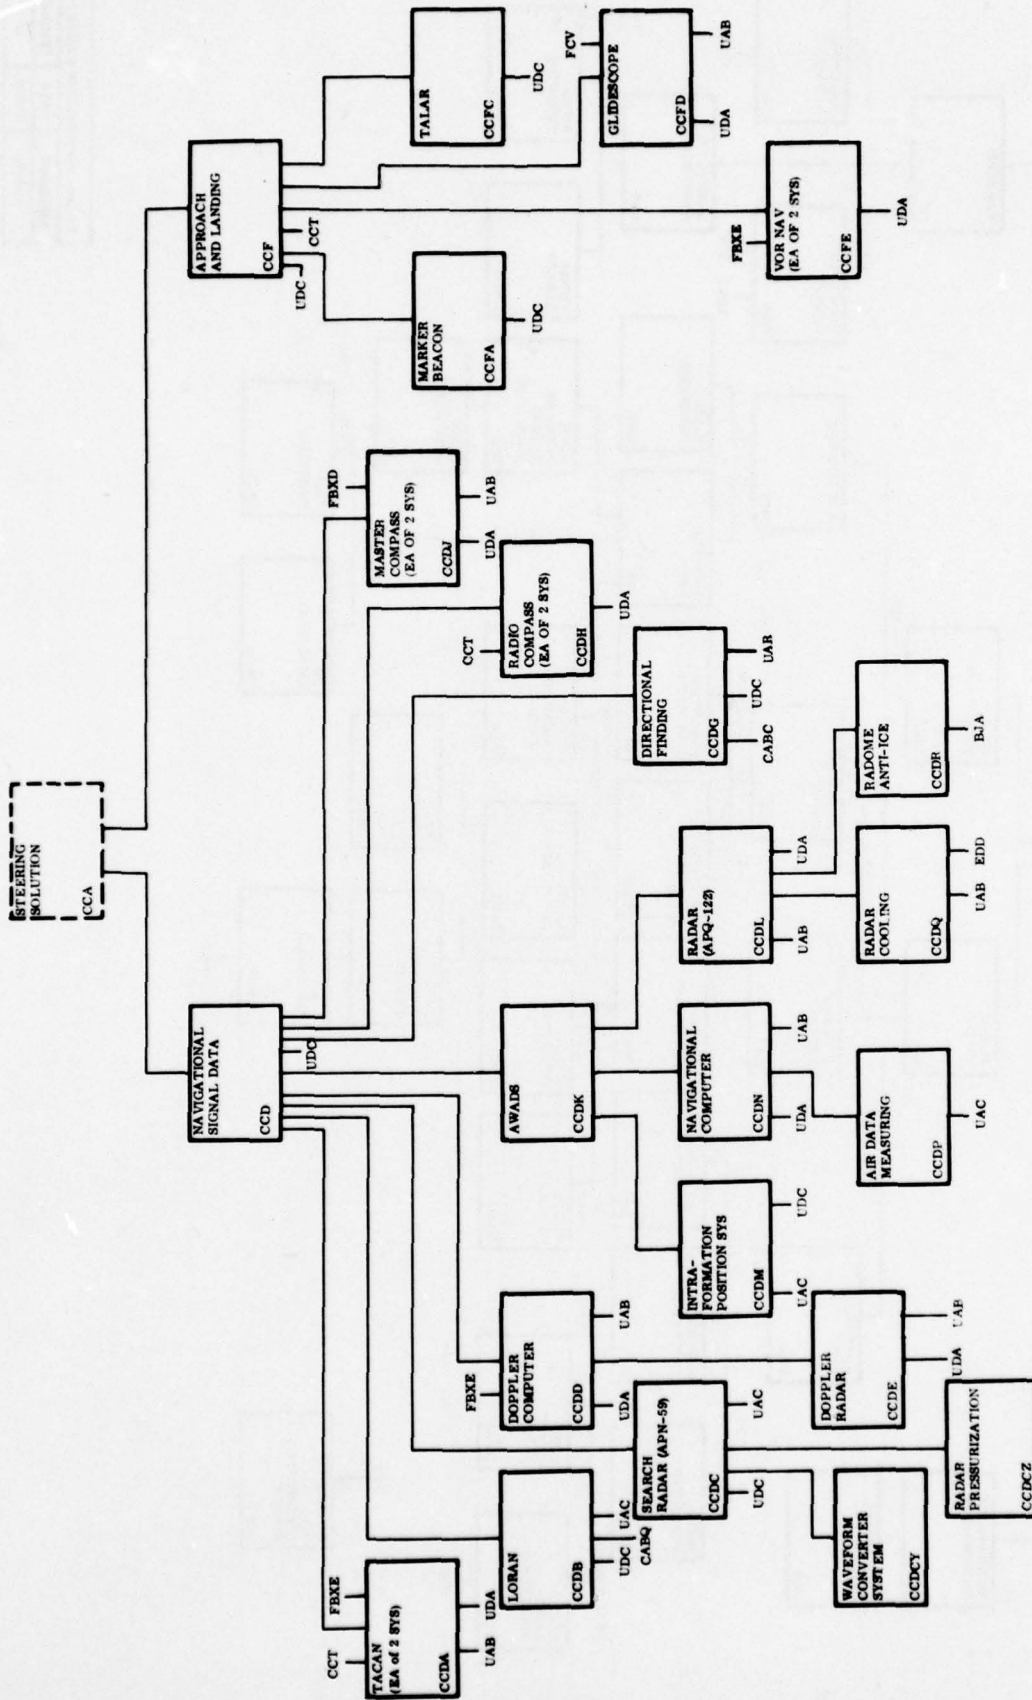 STEERING
SOLUTION
CCA
NAVIGATIONAL
SIGNAL DATA
CCD
UDC
APPROACH
AND LANDING
CCF
UDC
CCT
CCT
FBXE
TACAN
(EA of 2 SYS)
CCDA
UAB
UDA
FBXD
MASTER
COMPASS
(EA OF 2 SYS)
CCDJ
UDA
UAB
MARKER
BEACON
CCFA
UDC
TALAR
CCFC
UDC
LORAN
CCDB
UDC
CABQ
UAC
FBXE
DOPPLER
COMPUTER
CCDD
UDA
UAB
AWADS
CCDK
CCT
RADIO
COMPASS
(EA OF 2 SYS)
CCDH
UDA
FCV
GLIDESCOPE
CCFD
UDA
UAB
SEARCH
RADAR (APN-59)
CCDC
UDC
UAC
INTRA-
FORMATION
POSITION SYS
CCDM
UAC
UDC
NAVIGATIONAL
COMPUTER
CCDN
UDA
UAB
RADAR
(APQ-122)
CCDL
UAB
UDA
DIRECTIONAL
FINDING
CCDG
CABC
UDC
UAR
FBXE
VOR NAV
(EA OF 2 SYS)
CCFE
UDA
WAVEFORM
CONVERTER
SYSTEM
CCDCY
DOPPLER
RADAR
CCDE
UDA
UAB
AIR DATA
MEASURING
CCDP
UAC
RADAR
COOLING
CCDQ
UAB
EDD
RADOME
ANTI-ICE
CCDR
BJA
RADAR
PRESSURIZATION
CCDCZ